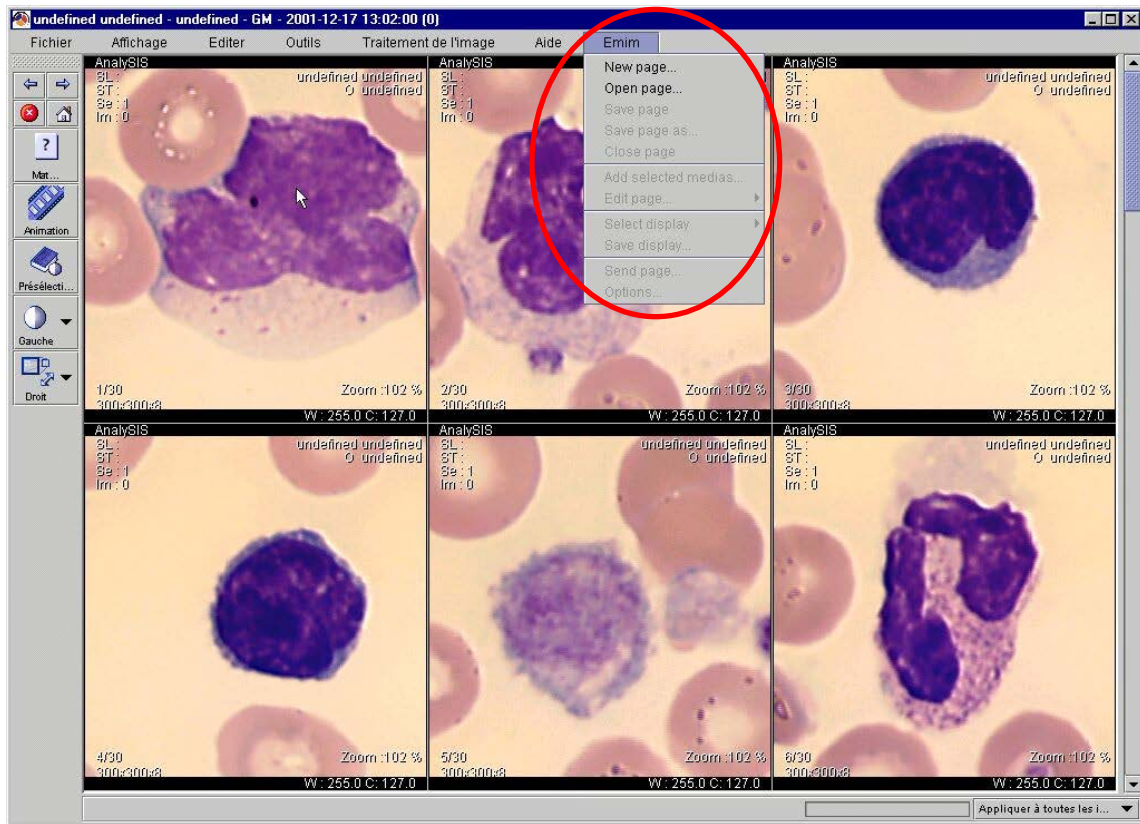 undefined undefined - undefined - GM - 2001-12-17 13:02:00 (0)
Fichier Affichage Editer Outils Traitement de l'image Aide Emim
New page...
Open page...
Save page
Save page as...
Close page
Add selected medias...
Edit page...
Select display
Save display...
Send page...
Options...
?
Mat...
Animation
Présélecti...
Gauche
Droit
AnalySIS
SL :
ST :
Se : 1
Im : 0
undefined undefined
O undefined
1/30
300x300x8
Zoom :102 %
W : 255.0 C: 127.0
AnalySIS
SL :
ST :
Se : 1
Im : 0
2/30
300x300x8
Zoom :102 %
W : 255.0 C: 127.0
AnalySIS
SL :
ST :
Se : 1
Im : 0
undefined undefined
O undefined
3/30
300x300x8
Zoom :102 %
W : 255.0 C: 127.0
AnalySIS
SL :
ST :
Se : 1
Im : 0
undefined undefined
O undefined
4/30
300x300x8
Zoom :102 %
W : 255.0 C: 127.0
AnalySIS
SL :
ST :
Se : 1
Im : 0
undefined undefined
O undefined
5/30
300x300x8
Zoom :102 %
W : 255.0 C: 127.0
AnalySIS
SL :
ST :
Se : 1
Im : 0
undefined undefined
O undefined
6/30
300x300x8
Zoom :102 %
W : 255.0 C: 127.0
Appliquer à toutes les i...